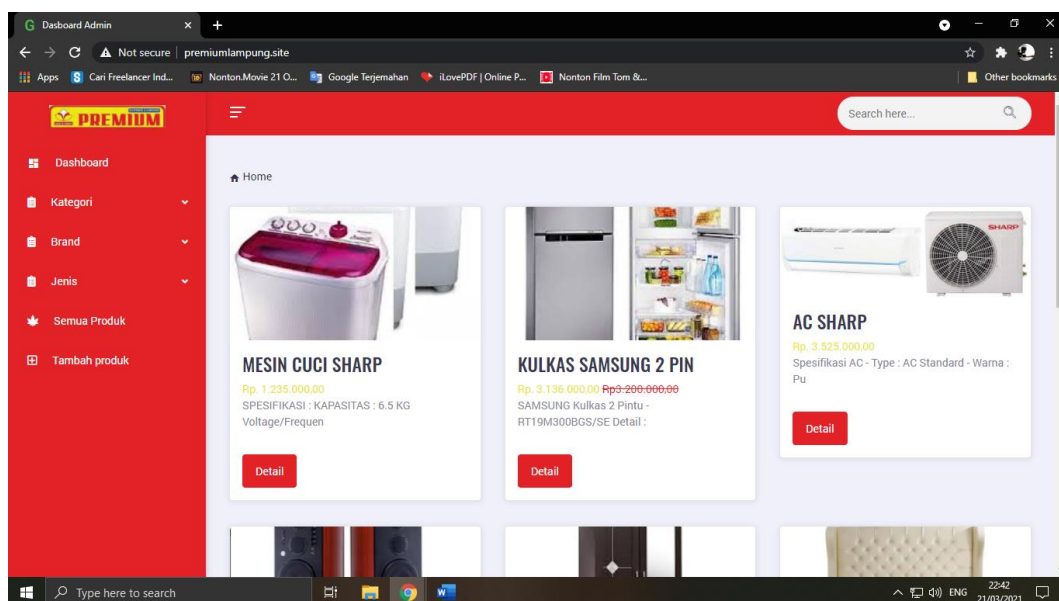 Dasboard Admin
Not secure | premiumlampung.site
Apps
Cari Freelancer Ind...
Nonton.Movie 21 O...
Google Terjemahan
iLovePDF | Online P...
Nonton Film Tom &...
Other bookmarks
PREMIUM
Search here...
Dashboard
Kategori
Brand
Jenis
Semua Produk
Tambah produk
Home
MESIN CUCI SHARP
Rp. 1.235.000,00
SPESIFIKASI : KAPASITAS : 6.5 KG
Voltage/Frequen
Detail
KULKAS SAMSUNG 2 PIN
Rp. 3.136.000,00 Rp3.200.000,00
SAMSUNG Kulkas 2 Pintu -
RT19M300BGS/SE Detail :
Detail
SHARP
AC SHARP
Rp. 3.525.000,00
Spesifikasi AC - Type : AC Standard - Warna :
Pu
Detail
Type here to search
ENG
22:42
21/03/2021